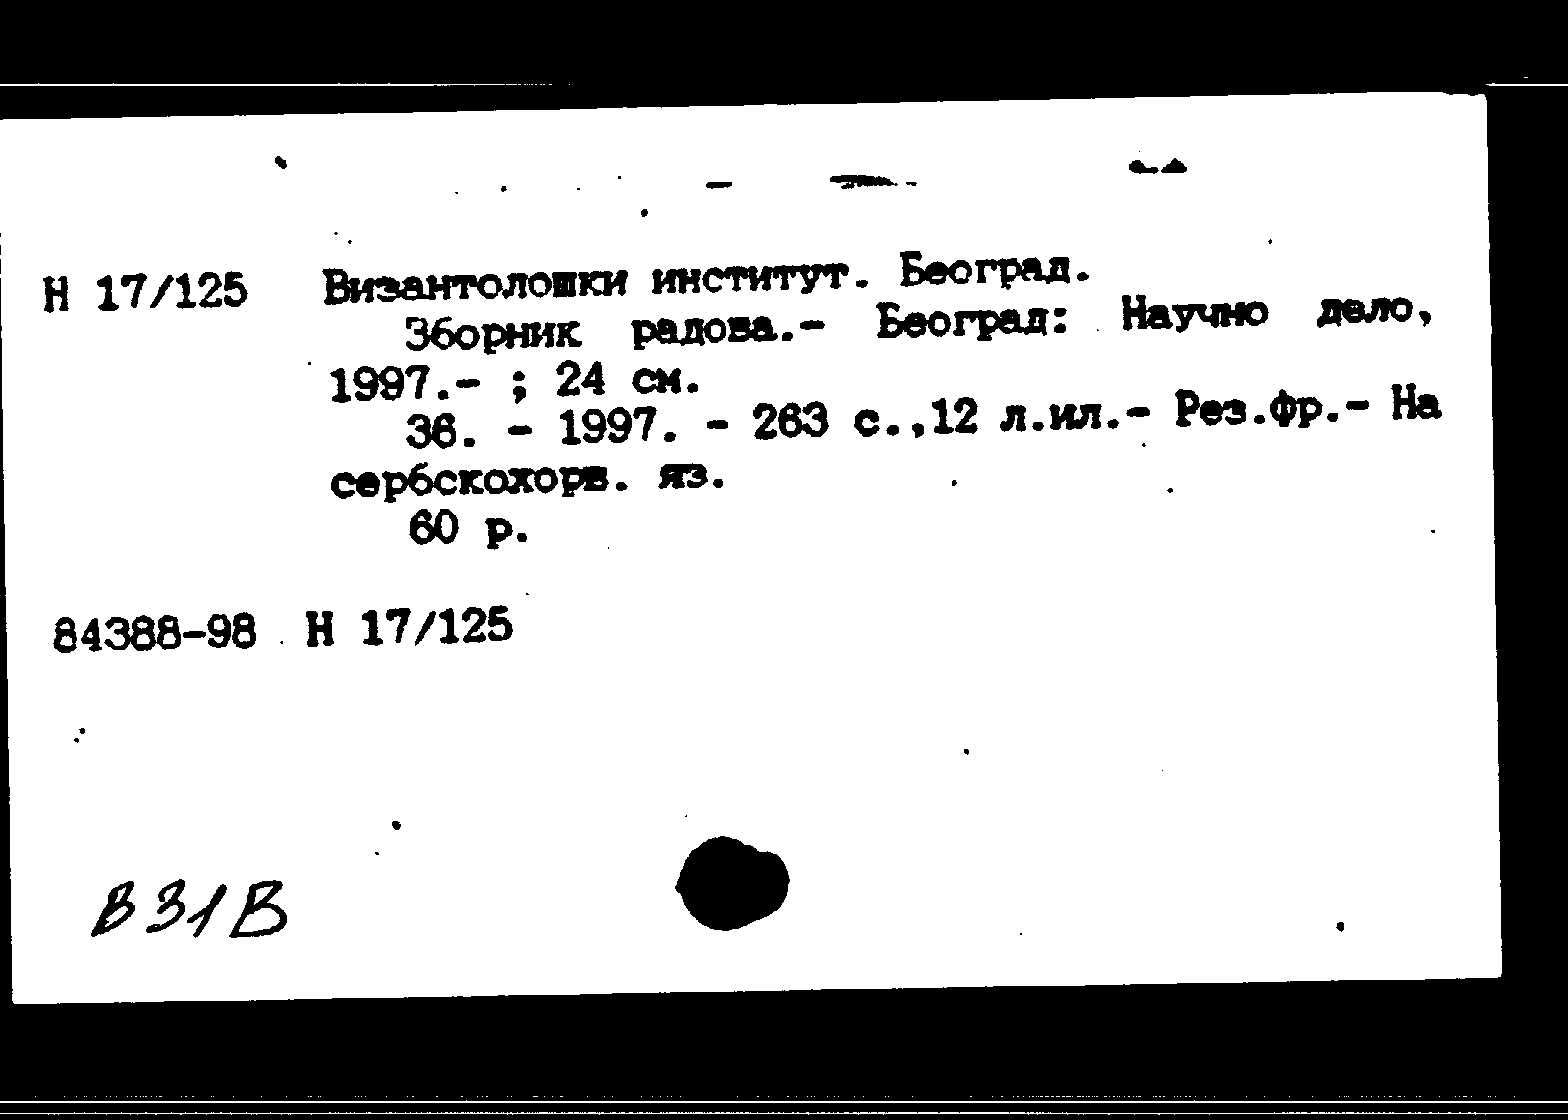 Н 17/125 Византолошки институт. Београд.
Зборник радова.- Београд: Научно дело,
1997.- ; 24 см.
36. - 1997. - 263 с.,12 л.ил.- Рез.фр.- На
сербскохорв. яз.
60 р.
84388-98 Н 17/125
В31В